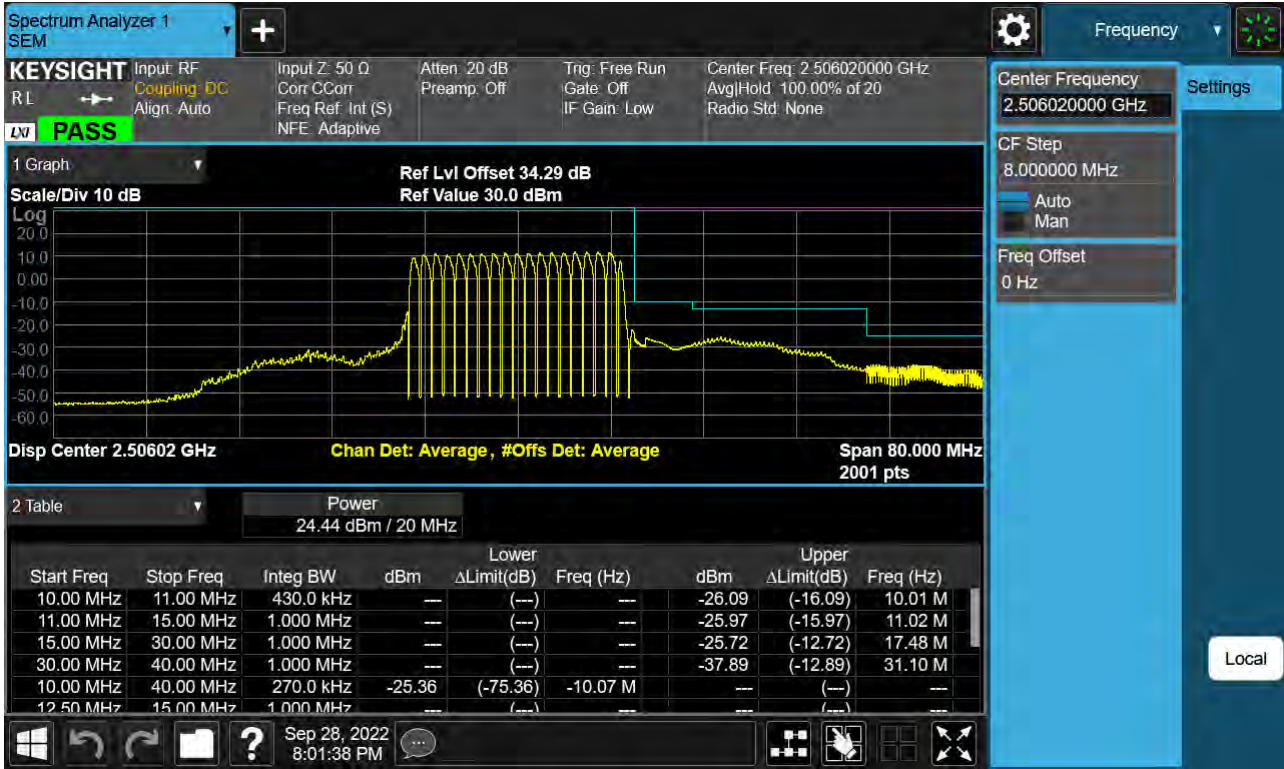 Spectrum Analyzer 1
SEM
Frequency
KEYSIGHT
RL
LXI PASS
Input: RF
Coupling: DC
Align: Auto
Input Z: 50 Ω
Corr CCorr
Freq Ref: Int (S)
NFE: Adaptive
Atten: 20 dB
Preamp: Off
Trig: Free Run
Gate: Off
IF Gain: Low
Center Freq: 2.506020000 GHz
Avg|Hold: 100.00% of 20
Radio Std: None
Center Frequency
2.506020000 GHz
Settings
CF Step
8.000000 MHz
Auto
Man
Freq Offset
0 Hz
Local
1 Graph
Scale/Div 10 dB
Ref Lvl Offset 34.29 dB
Ref Value 30.0 dBm
Log
20.0
10.0
0.00
-10.0
-20.0
-30.0
-40.0
-50.0
-60.0
Disp Center 2.50602 GHz
Chan Det: Average , #Offs Det: Average
Span 80.000 MHz
2001 pts
2 Table
Power
24.44 dBm / 20 MHz
Lower Upper
Start Freq Stop Freq Integ BW dBm ΔLimit(dB) Freq (Hz) dBm ΔLimit(dB) Freq (Hz)
10.00 MHz 11.00 MHz 430.0 kHz --- (---) --- -26.09 (-16.09) 10.01 M
11.00 MHz 15.00 MHz 1.000 MHz --- (---) --- -25.97 (-15.97) 11.02 M
15.00 MHz 30.00 MHz 1.000 MHz --- (---) --- -25.72 (-12.72) 17.48 M
30.00 MHz 40.00 MHz 1.000 MHz --- (---) --- -37.89 (-12.89) 31.10 M
10.00 MHz 40.00 MHz 270.0 kHz -25.36 (-75.36) -10.07 M --- (---) ---
12.50 MHz 15.00 MHz 1.000 MHz --- (---) --- --- (---) ---
?
Sep 28, 2022
8:01:38 PM